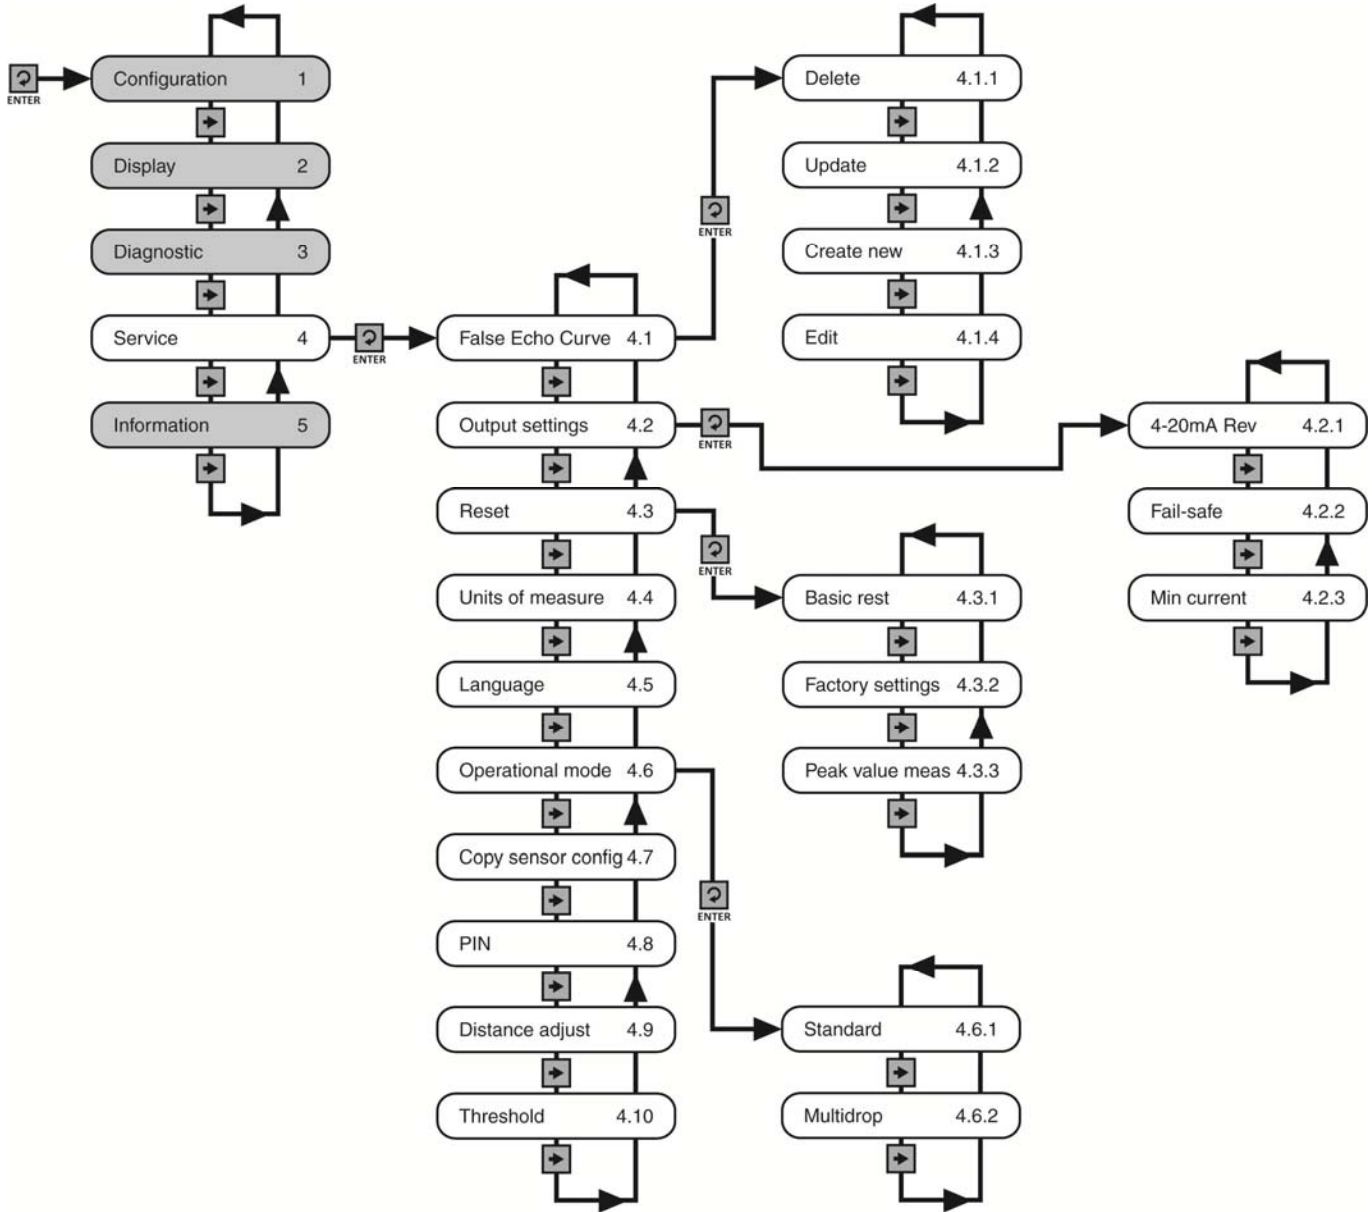 ENTER
Configuration 1
Display 2
Diagnostic 3
Service 4
Information 5
ENTER
False Echo Curve 4.1
Output settings 4.2
Reset 4.3
Units of measure 4.4
Language 4.5
Operational mode 4.6
Copy sensor config 4.7
PIN 4.8
Distance adjust 4.9
Threshold 4.10
ENTER
Delete 4.1.1
Update 4.1.2
Create new 4.1.3
Edit 4.1.4
ENTER
4-20mA Rev 4.2.1
Fail-safe 4.2.2
Min current 4.2.3
ENTER
Basic rest 4.3.1
Factory settings 4.3.2
Peak value meas 4.3.3
ENTER
Standard 4.6.1
Multidrop 4.6.2